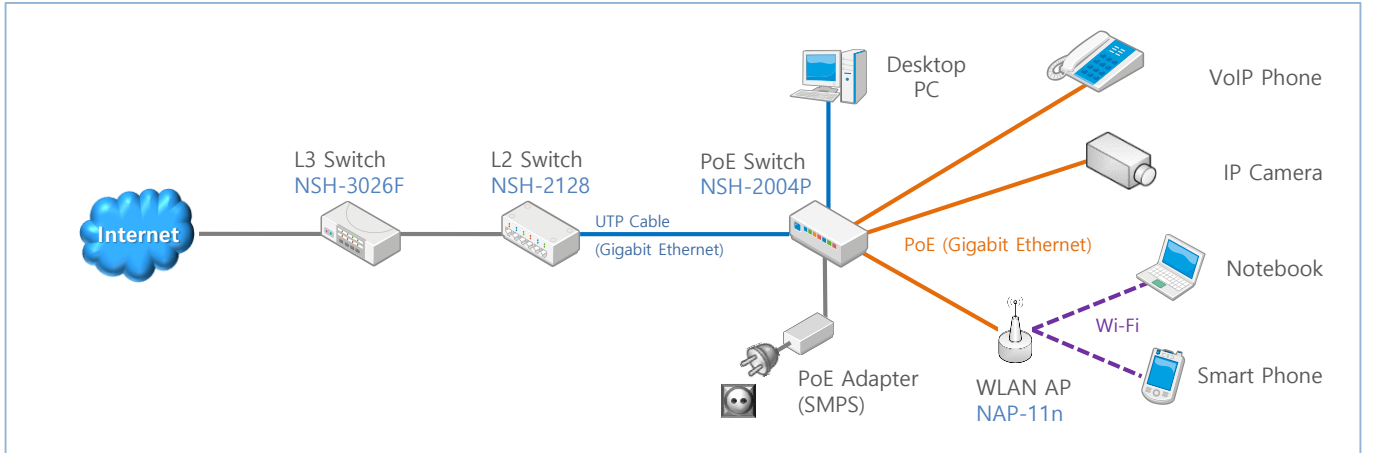 Desktop
PC
VoIP Phone
L3 Switch
NSH-3026F
L2 Switch
NSH-2128
PoE Switch
NSH-2004P
IP Camera
Internet
UTP Cable
(Gigabit Ethernet)
PoE (Gigabit Ethernet)
Notebook
Wi-Fi
PoE Adapter
(SMPS)
WLAN AP
NAP-11n
Smart Phone